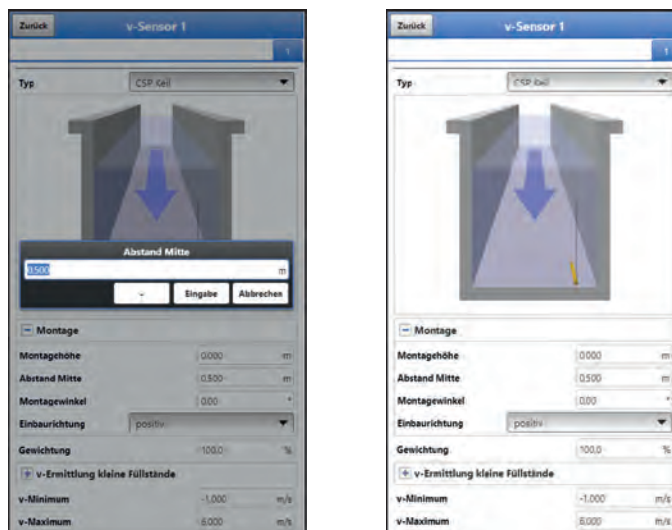 Zurück v-Sensor 1
1
Typ CSP Keil
Abstand Mitte
0.500 m
- Eingabe Abbrechen
Montage
Montagehöhe 0.000 m
Abstand Mitte 0.500 m
Montagewinkel 0.00 °
Einbaurichtung positiv
Gewichtung 100.0 %
v-Ermittlung kleine Füllstände
v-Minimum -1.000 m/s
v-Maximum 6.000 m/s
Zurück v-Sensor 1
1
Typ CSP Keil
Montage
Montagehöhe 0.000 m
Abstand Mitte 0.500 m
Montagewinkel 0.00 °
Einbaurichtung positiv
Gewichtung 100.0 %
v-Ermittlung kleine Füllstände
v-Minimum -1.000 m/s
v-Maximum 6.000 m/s